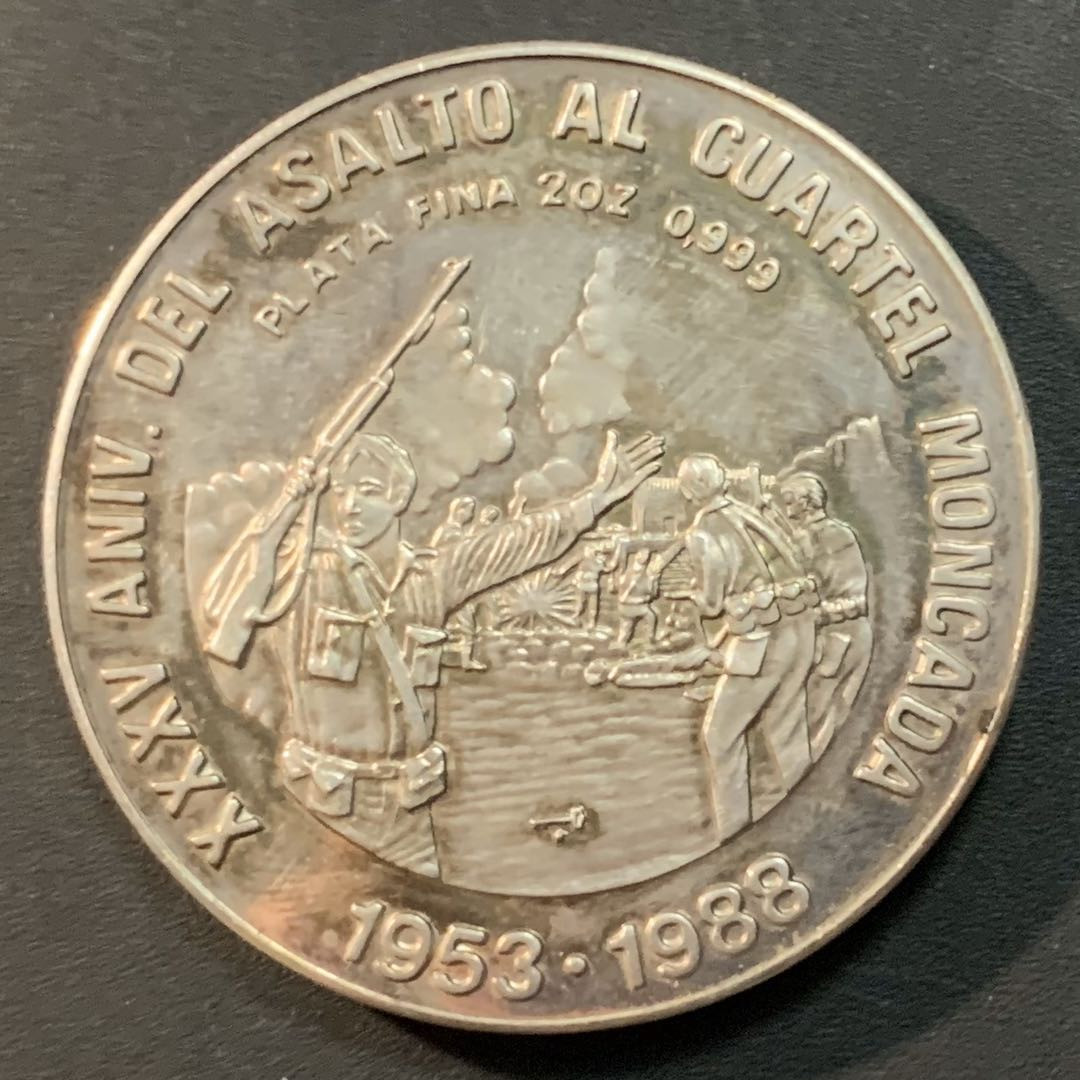 XXXV ANIV. DEL ASALTO AL CUARTEL MONCADA
PLATA FINA 2OZ 0,999
1953 · 1988